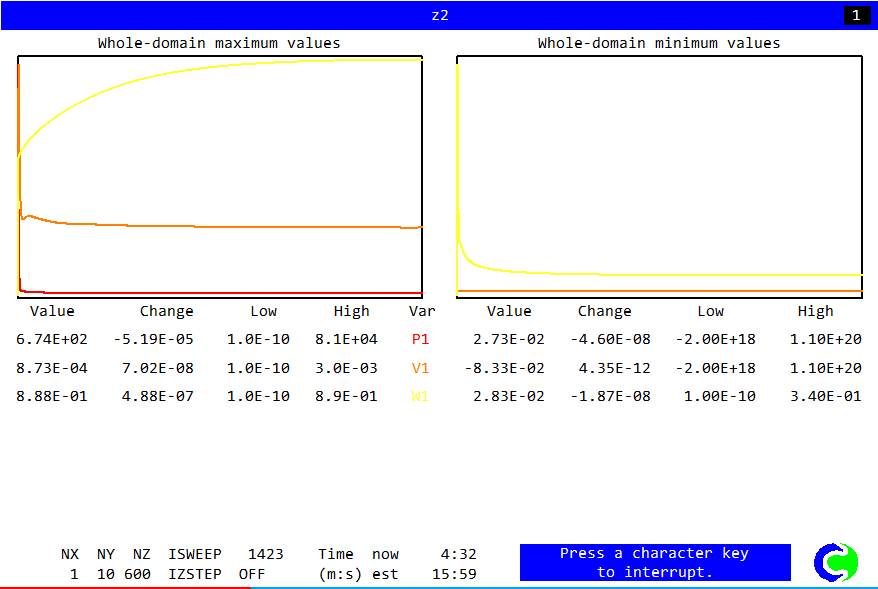 z2 1
Whole-domain maximum values Whole-domain minimum values
Value Change Low High Var Value Change Low High
6.74E+02 -5.19E-05 1.0E-10 8.1E+04 P1 2.73E-02 -4.60E-08 -2.00E+18 1.10E+20
8.73E-04 7.02E-08 1.0E-10 3.0E-03 V1 -8.33E-02 4.35E-12 -2.00E+18 1.10E+20
8.88E-01 4.88E-07 1.0E-10 8.9E-01 W1 2.83E-02 -1.87E-08 1.00E-10 3.40E-01
NX NY NZ ISWEEP 1423 Time now 4:32 Press a character key
1 10 600 IZSTEP OFF (m:s) est 15:59 to interrupt.